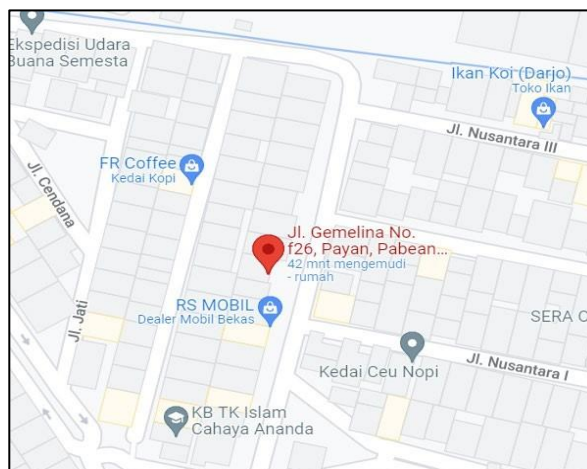 Ekspedisi Udara
Buana Semesta
Ikan Koi (Darjo)
Toko Ikan
Jl. Nusantara III
FR Coffee
Kedai Kopi
Jl. Cendana
Jl. Gemelina No.
f26, Payan, Pabean...
42 mnt mengemudi
- rumah
RS MOBIL
Dealer Mobil Bekas
SERA C
Jl. Jati
Jl. Nusantara I
Kedai Ceu Nopi
KB TK Islam
Cahaya Ananda